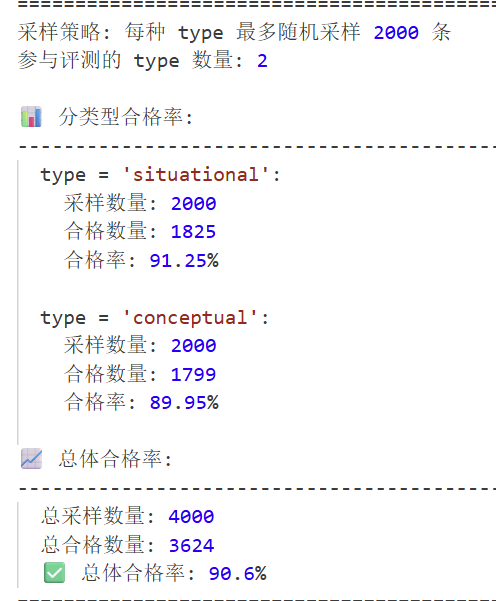 采样策略: 每种 type 最多随机采样 2000 条
参与评测的 type 数量: 2
📊 分类型合格率:
--------------------------------------------
type = 'situational':
采样数量: 2000
合格数量: 1825
合格率: 91.25%
type = 'conceptual':
采样数量: 2000
合格数量: 1799
合格率: 89.95%
📈 总体合格率:
--------------------------------------------
总采样数量: 4000
总合格数量: 3624
✅ 总体合格率: 90.6%